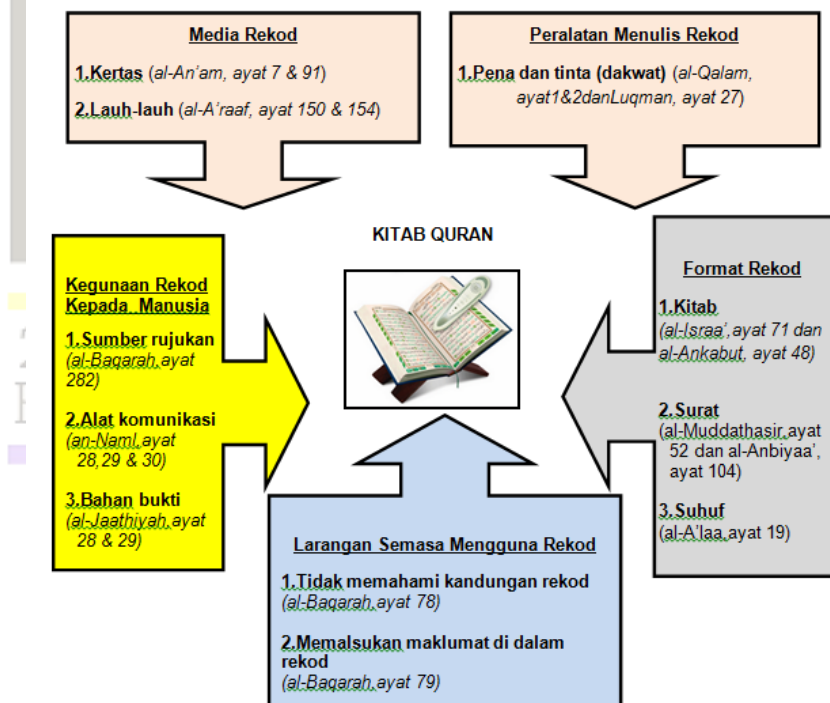 Media Rekod
1.Kertas (al-An'am, ayat 7 & 91)
2.Lauh-lauh (al-A'raaf, ayat 150 & 154)
Peralatan Menulis Rekod
1.Pena dan tinta (dakwat) (al-Qalam,
ayat1&2danLuqman, ayat 27)
KITAB QURAN
Kegunaan Rekod
Kepada Manusia
1.Sumber rujukan
(al-Baqarah,ayat
282)
2.Alat komunikasi
(an-Naml,ayat
28,29 & 30)
3.Bahan bukti
(al-Jaathiyah,ayat
28 & 29)
Format Rekod
1.Kitab
(al-Israa',ayat 71 dan
al-Ankabut, ayat 48)
2.Surat
(al-Muddathasir,ayat
52 dan al-Anbiyaa',
ayat 104)
3.Suhuf
(al-A'laa,ayat 19)
Larangan Semasa Mengguna Rekod
1.Tidak memahami kandungan rekod
(al-Baqarah,ayat 78)
2.Memalsukan maklumat di dalam
rekod
(al-Baqarah,ayat 79)